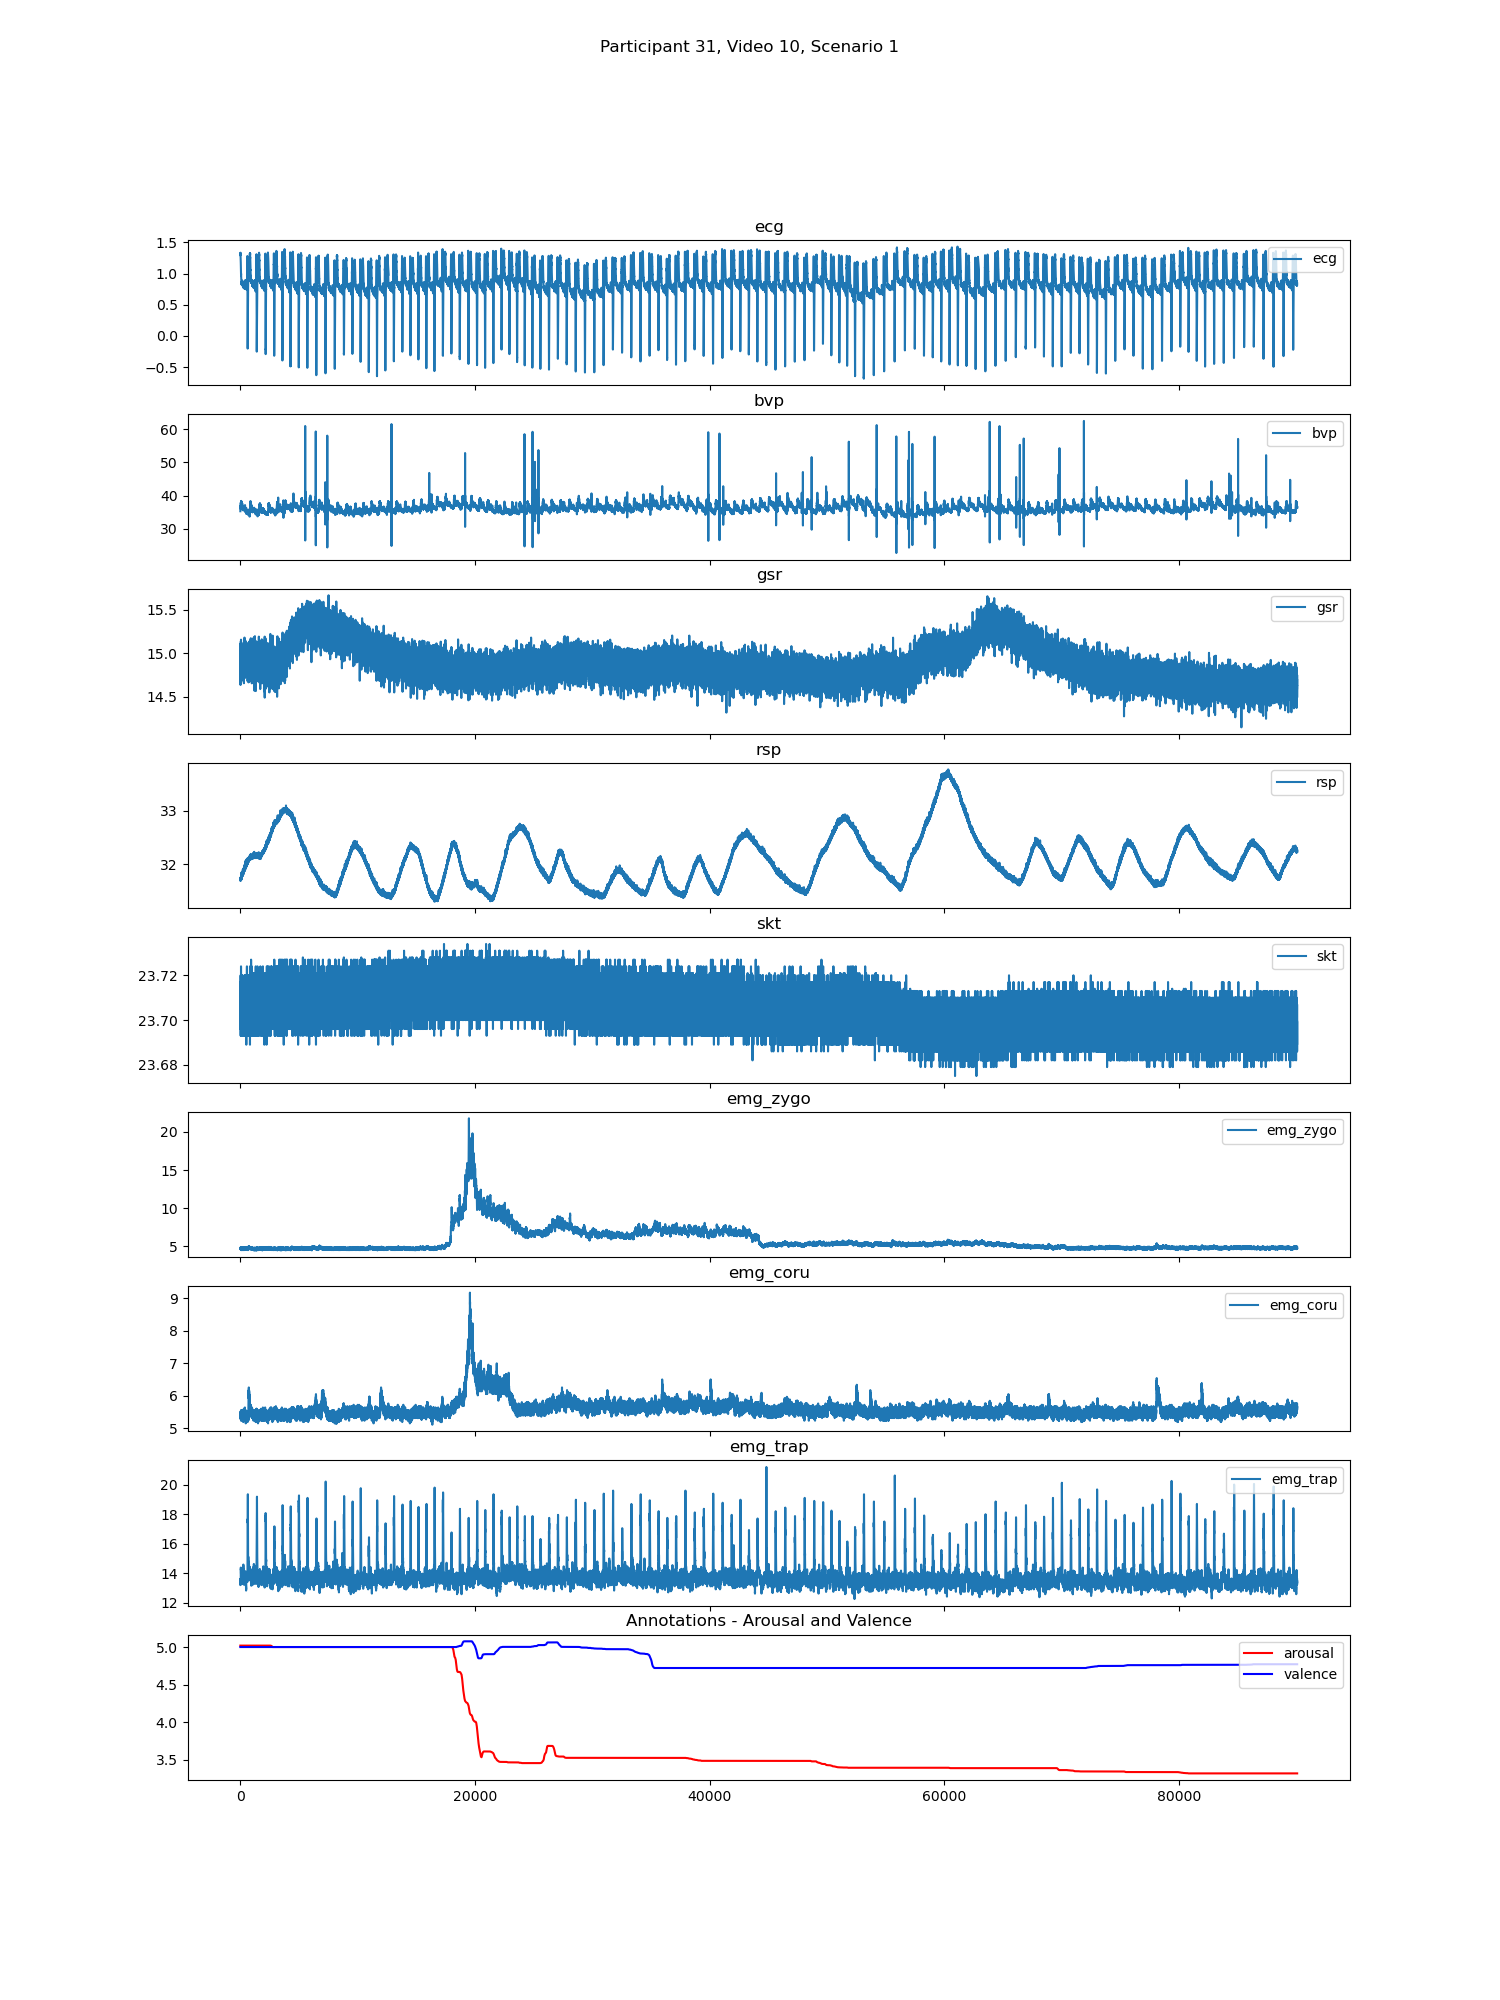 Participant 31, Video 10, Scenario 1
ecg
1.5
1.0
0.5
0.0
−0.5
ecg
bvp
60
50
40
30
bvp
gsr
15.5
15.0
14.5
gsr
rsp
33
32
rsp
skt
23.72
23.70
23.68
skt
emg_zygo
20
15
10
5
emg_zygo
emg_coru
9
8
7
6
5
emg_coru
emg_trap
20
18
16
14
12
emg_trap
Annotations - Arousal and Valence
5.0
4.5
4.0
3.5
arousal
valence
0 20000 40000 60000 80000